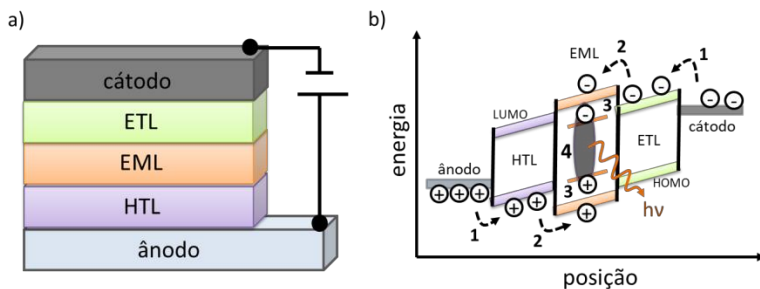 a)
cátodo
ETL
EML
HTL
ânodo
b)
energia
posição
EML
2
1
3
LUMO
cátodo
ânodo
HTL
4
ETL
3
HOMO
1
2
hν